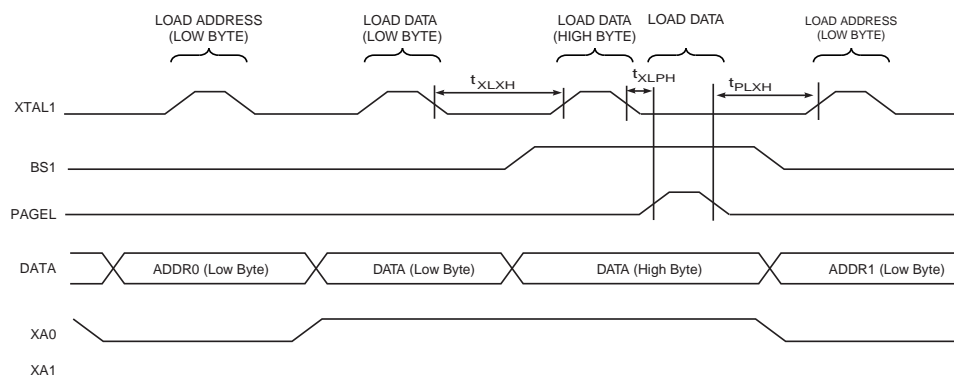 LOAD ADDRESS
(LOW BYTE)
LOAD DATA
(LOW BYTE)
LOAD DATA
(HIGH BYTE)
LOAD DATA
LOAD ADDRESS
(LOW BYTE)
tXLXH
tXLPH
tPLXH
XTAL1
BS1
PAGEL
DATA
ADDR0 (Low Byte)
DATA (Low Byte)
DATA (High Byte)
ADDR1 (Low Byte)
XA0
XA1